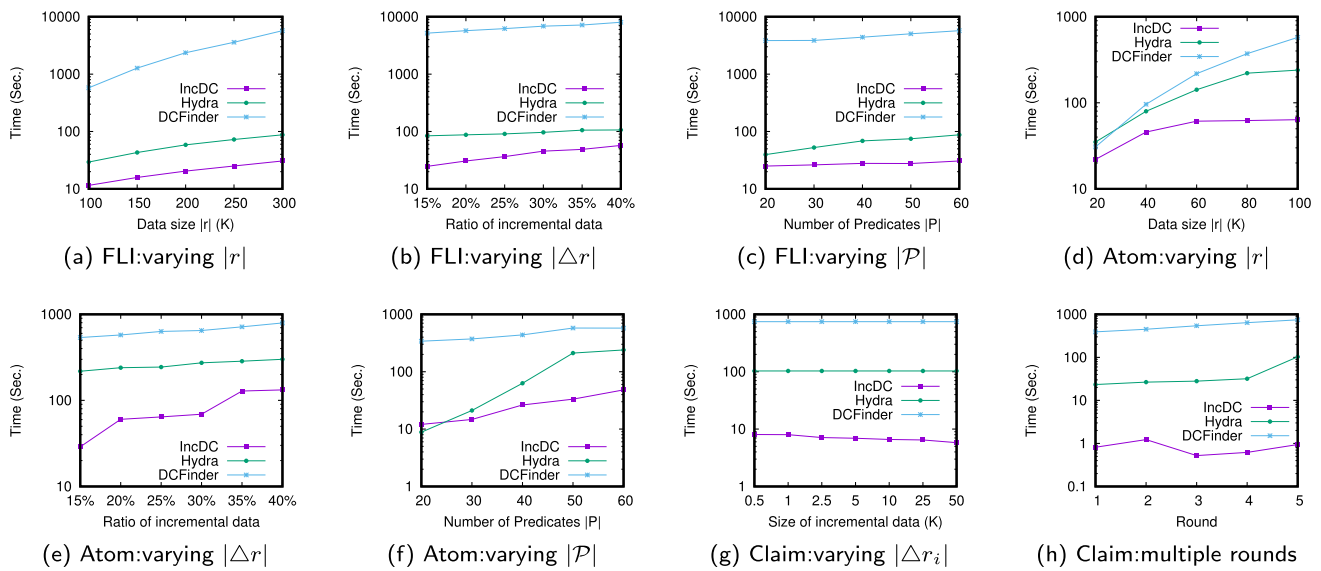 10000
1000
100
10
Time (Sec.)
IncDC
Hydra
DCFinder
100 150 200 250 300
Data size |r| (K)
(a) FLI:varying |r|
10000
1000
100
10
Time (Sec.)
IncDC
Hydra
DCFinder
15% 20% 25% 30% 35% 40%
Ratio of incremental data
(b) FLI:varying |△r|
10000
1000
100
10
Time (Sec.)
IncDC
Hydra
DCFinder
20 30 40 50 60
Number of Predicates |P|
(c) FLI:varying |𝒫|
1000
100
10
Time (Sec.)
IncDC
Hydra
DCFinder
20 40 60 80 100
Data size |r| (K)
(d) Atom:varying |r|
1000
100
10
Time (Sec.)
IncDC
Hydra
DCFinder
15% 20% 25% 30% 35% 40%
Ratio of incremental data
(e) Atom:varying |△r|
1000
100
10
1
Time (Sec.)
IncDC
Hydra
DCFinder
20 30 40 50 60
Number of Predicates |P|
(f) Atom:varying |𝒫|
1000
100
10
1
Time (Sec.)
IncDC
Hydra
DCFinder
0.5 1 2.5 5 10 25 50
Size of incremental data (K)
(g) Claim:varying |△rᵢ|
1000
100
10
1
0.1
Time (Sec.)
IncDC
Hydra
DCFinder
1 2 3 4 5
Round
(h) Claim:multiple rounds